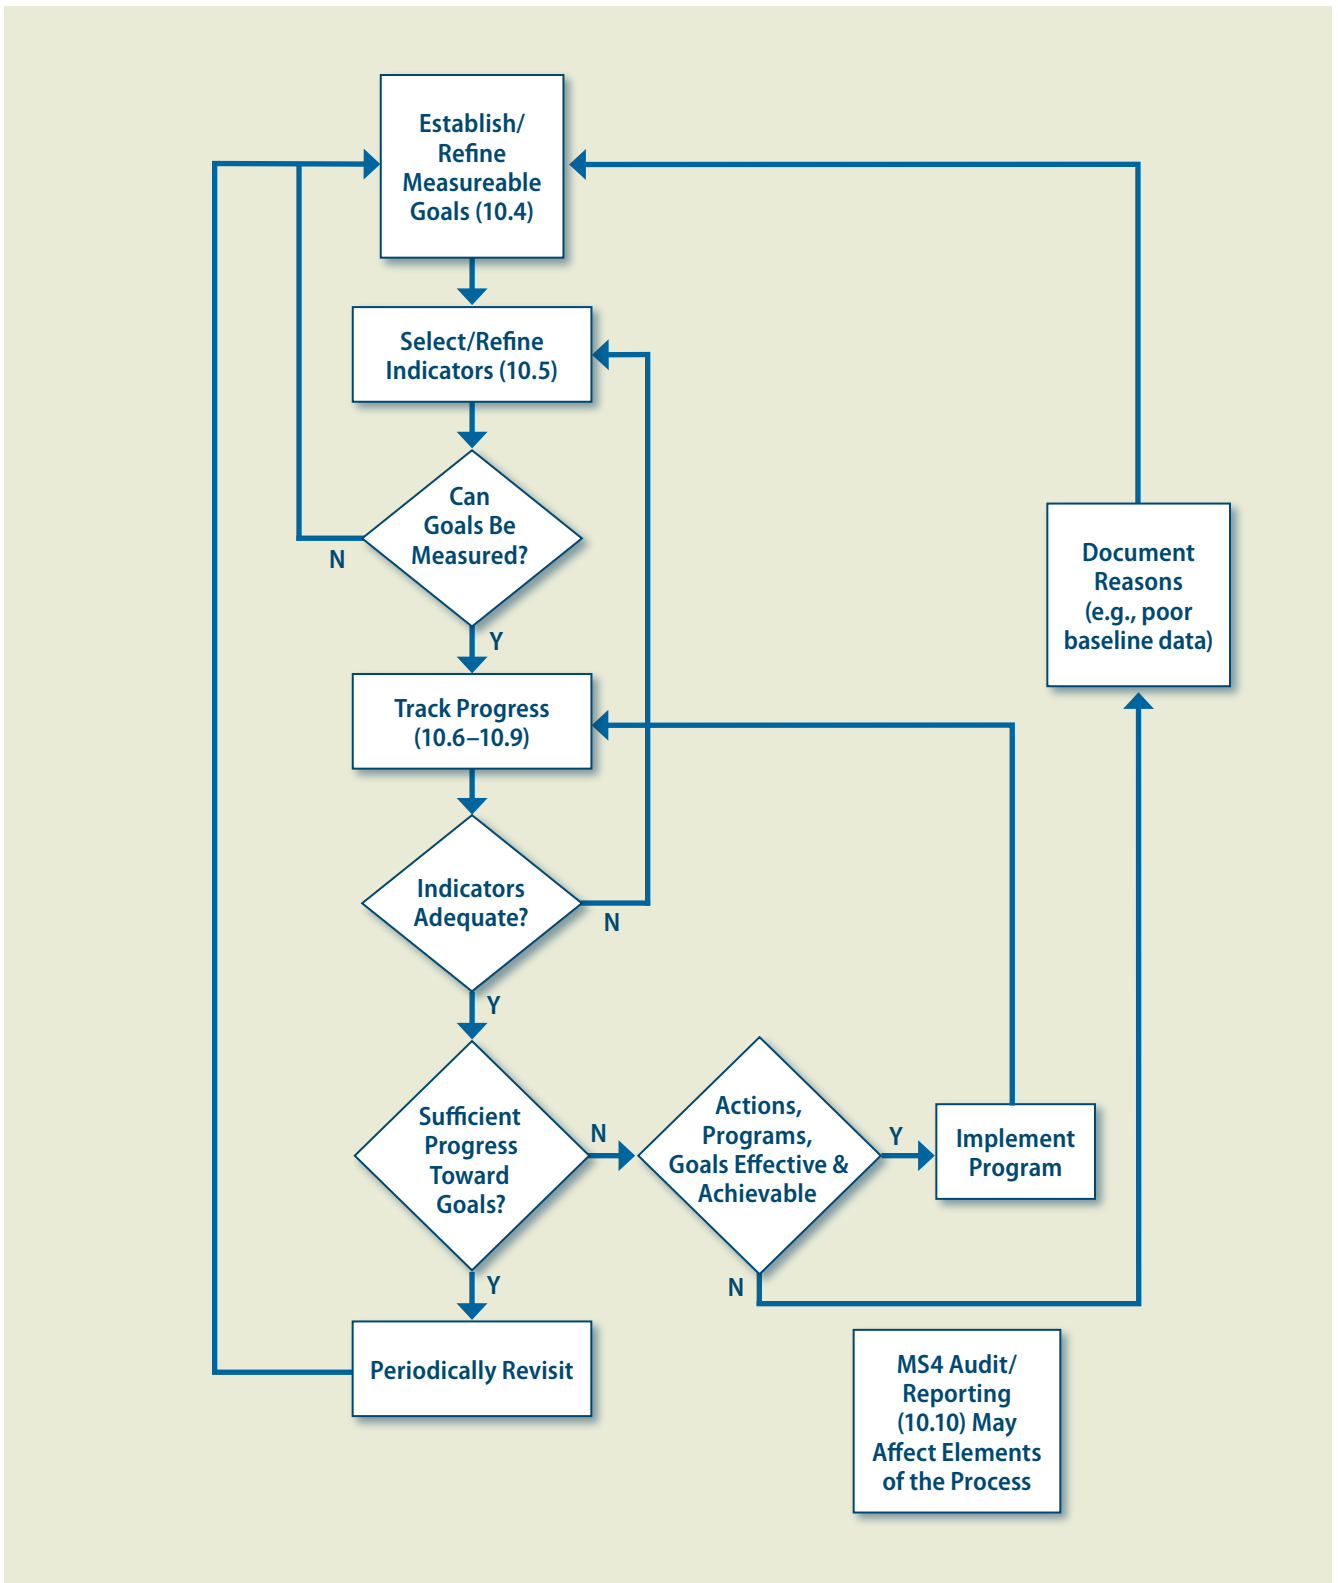 Establish/
Refine
Measureable
Goals (10.4)
Select/Refine
Indicators (10.5)
Can
Goals Be
Measured?
N
Y
Document
Reasons
(e.g., poor
baseline data)
Track Progress
(10.6–10.9)
Indicators
Adequate?
N
Y
Sufficient
Progress
Toward
Goals?
N
Actions,
Programs,
Goals Effective &
Achievable
Y
Implement
Program
Y
N
Periodically Revisit
MS4 Audit/
Reporting
(10.10) May
Affect Elements
of the Process